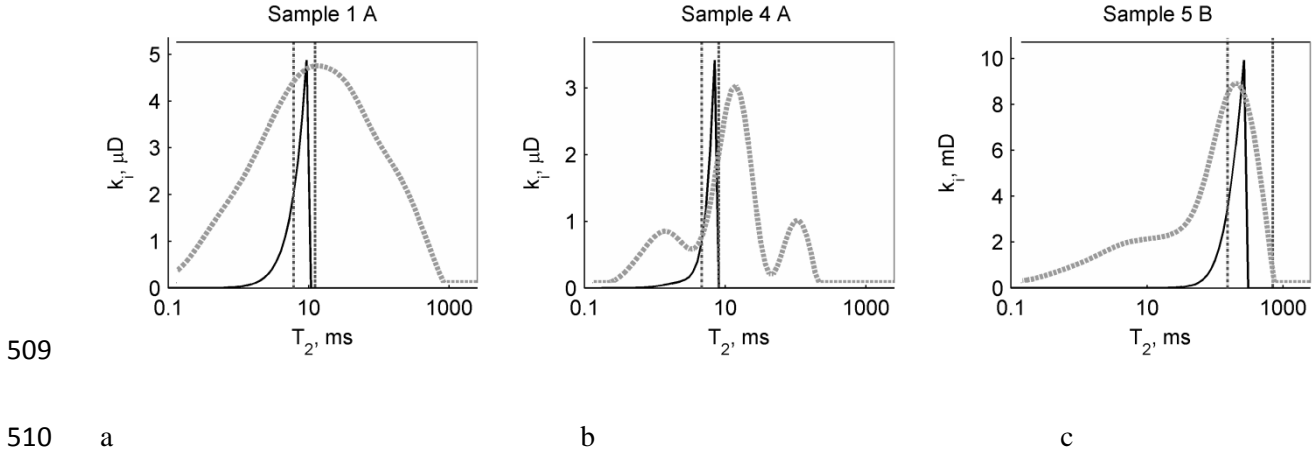 Sample 1 A
5
4
3
2
1
0
k_i, μD
0.1 10 1000
T_2, ms
Sample 4 A
3
2
1
0
k_i, μD
0.1 10 1000
T_2, ms
Sample 5 B
10
8
6
4
2
0
k_i, mD
0.1 10 1000
T_2, ms
509
510 a b c